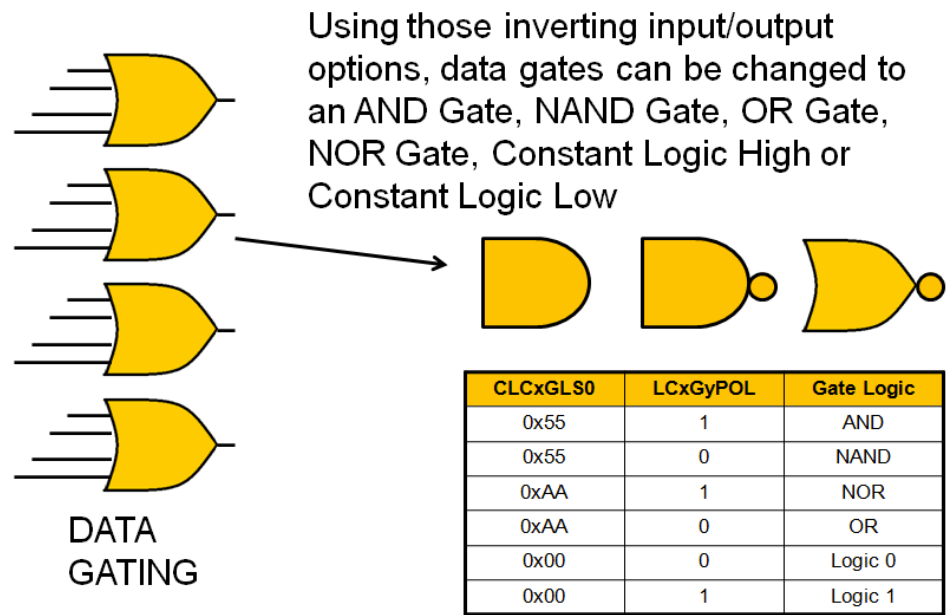 Using those inverting input/output
options, data gates can be changed to
an AND Gate, NAND Gate, OR Gate,
NOR Gate, Constant Logic High or
Constant Logic Low
CLCxGLS0 LCxGyPOL Gate Logic
0x55 1 AND
0x55 0 NAND
0xAA 1 NOR
0xAA 0 OR
0x00 0 Logic 0
0x00 1 Logic 1
DATA
GATING